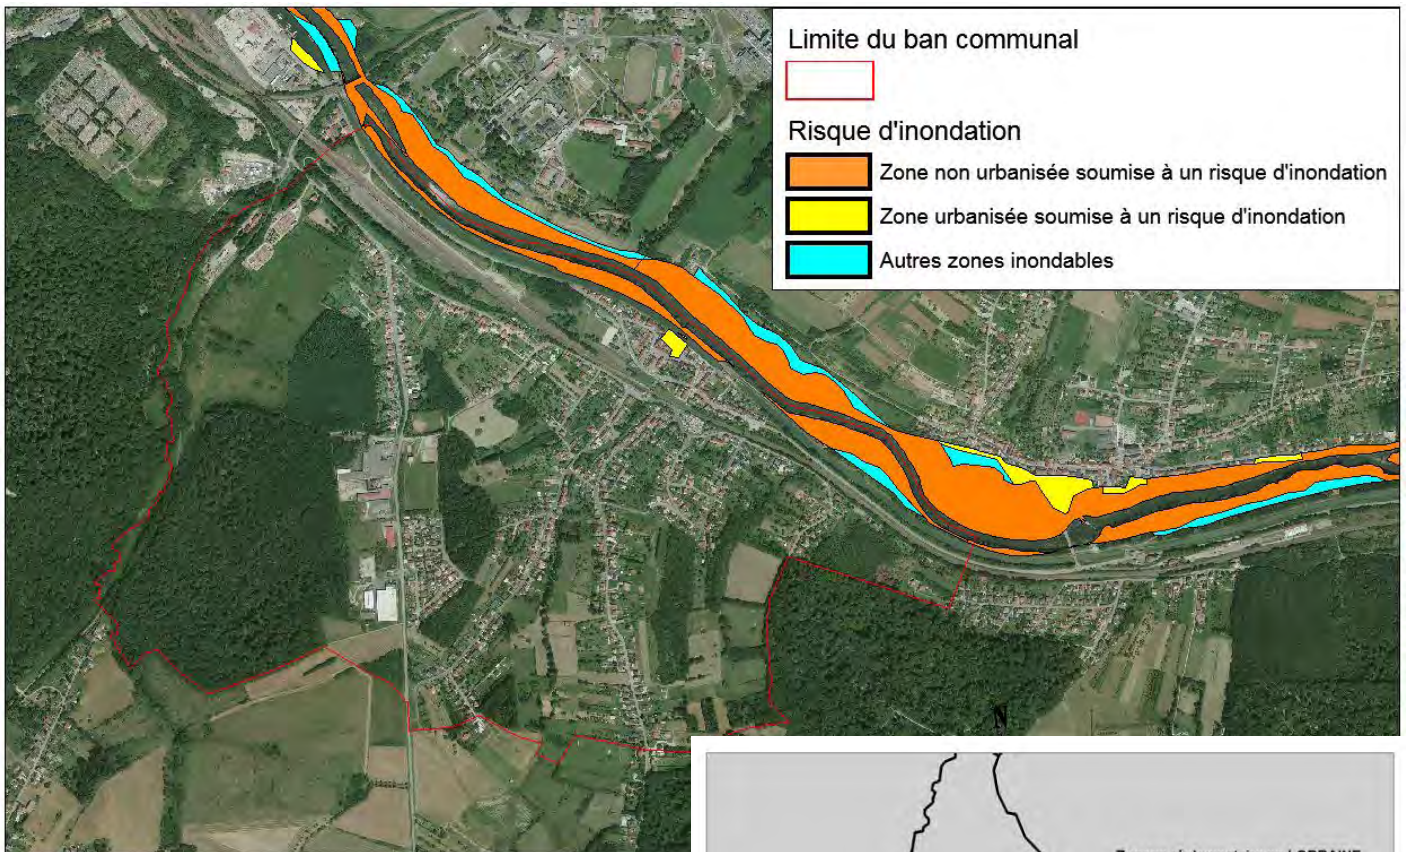 Limite du ban communal
Risque d'inondation
Zone non urbanisée soumise à un risque d'inondation
Zone urbanisée soumise à un risque d'inondation
Autres zones inondables
N